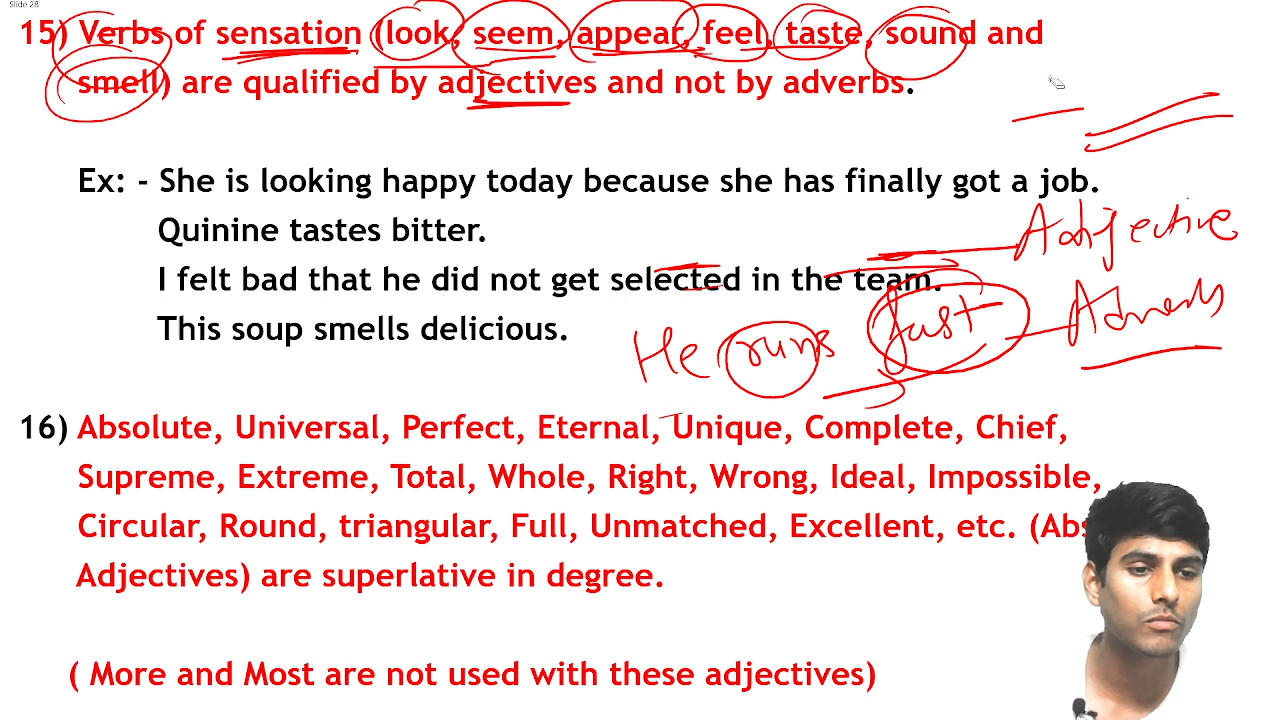 Slide 28
15) Verbs of sensation (look, seem, appear, feel, taste, sound and
smell) are qualified by adjectives and not by adverbs.
Ex: - She is looking happy today because she has finally got a job.
Quinine tastes bitter.
Adjective
I felt bad that he did not get selected in the team.
This soup smells delicious.
He runs fast
16) Absolute, Universal, Perfect, Eternal, Unique, Complete, Chief,
Supreme, Extreme, Total, Whole, Right, Wrong, Ideal, Impossible,
Circular, Round, triangular, Full, Unmatched, Excellent, etc. (Abs
Adjectives) are superlative in degree.
( More and Most are not used with these adjectives)